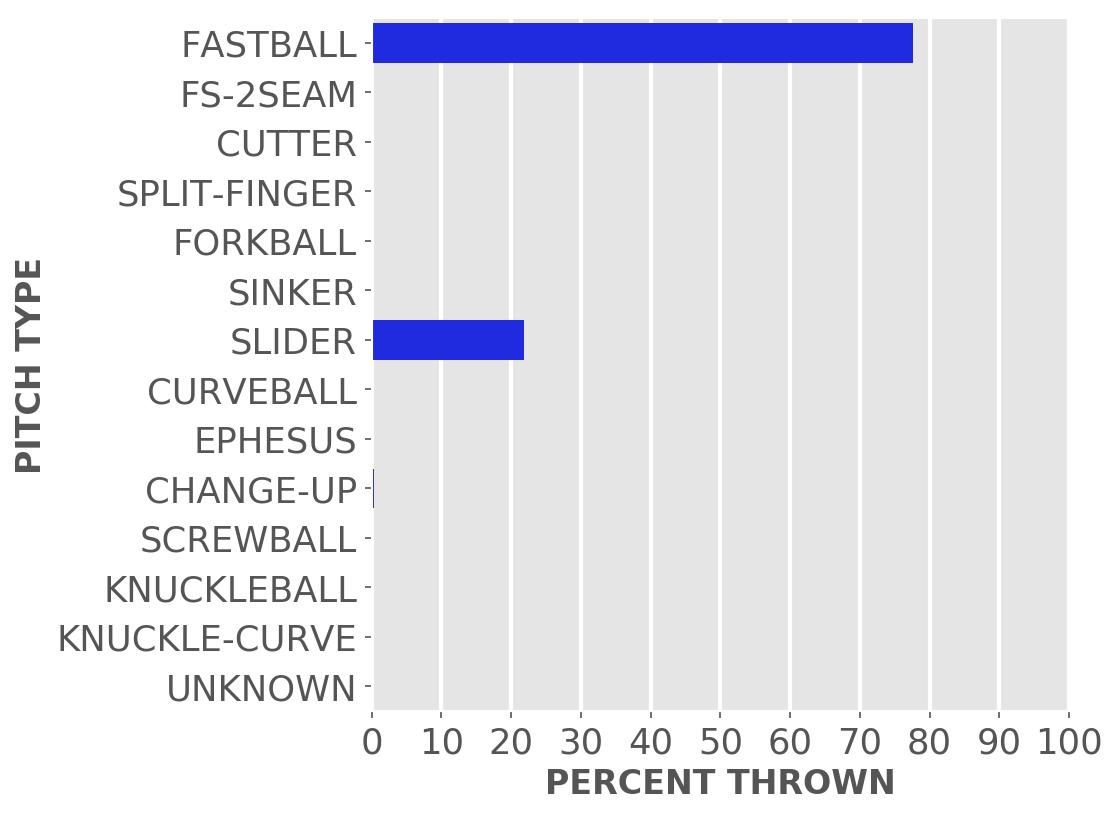 FASTBALL
FS-2SEAM
CUTTER
SPLIT-FINGER
FORKBALL
SINKER
SLIDER
CURVEBALL
EPHESUS
CHANGE-UP
SCREWBALL
KNUCKLEBALL
KNUCKLE-CURVE
UNKNOWN
PITCH TYPE
0 10 20 30 40 50 60 70 80 90 100
PERCENT THROWN